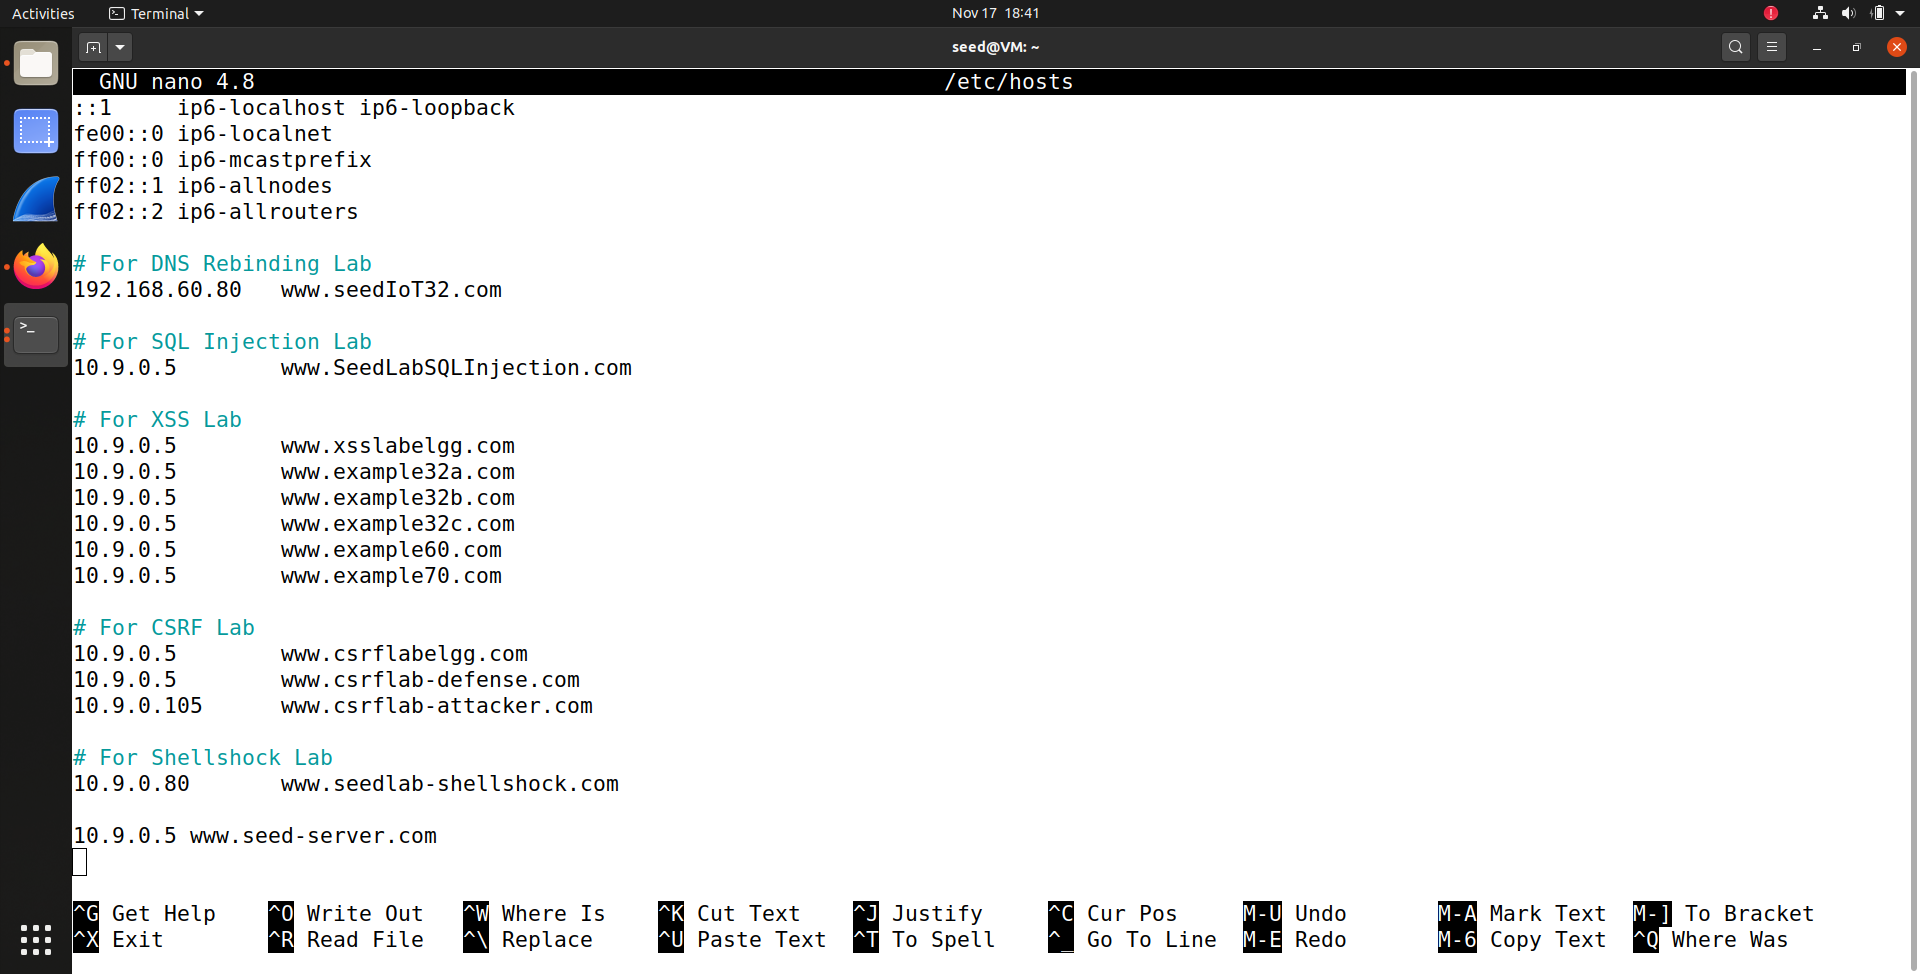 Activities Terminal Nov 17 18:41
seed@VM: ~
GNU nano 4.8 /etc/hosts
::1 ip6-localhost ip6-loopback
fe00::0 ip6-localnet
ff00::0 ip6-mcastprefix
ff02::1 ip6-allnodes
ff02::2 ip6-allrouters
# For DNS Rebinding Lab
192.168.60.80 www.seedIoT32.com
# For SQL Injection Lab
10.9.0.5 www.SeedLabSQLInjection.com
# For XSS Lab
10.9.0.5 www.xsslabelgg.com
10.9.0.5 www.example32a.com
10.9.0.5 www.example32b.com
10.9.0.5 www.example32c.com
10.9.0.5 www.example60.com
10.9.0.5 www.example70.com
# For CSRF Lab
10.9.0.5 www.csrflabelgg.com
10.9.0.5 www.csrflab-defense.com
10.9.0.105 www.csrflab-attacker.com
# For Shellshock Lab
10.9.0.80 www.seedlab-shellshock.com
10.9.0.5 www.seed-server.com
^G Get Help ^O Write Out ^W Where Is ^K Cut Text ^J Justify ^C Cur Pos M-U Undo M-A Mark Text M-] To Bracket
^X Exit ^R Read File ^\ Replace ^U Paste Text ^T To Spell ^_ Go To Line M-E Redo M-6 Copy Text ^Q Where Was